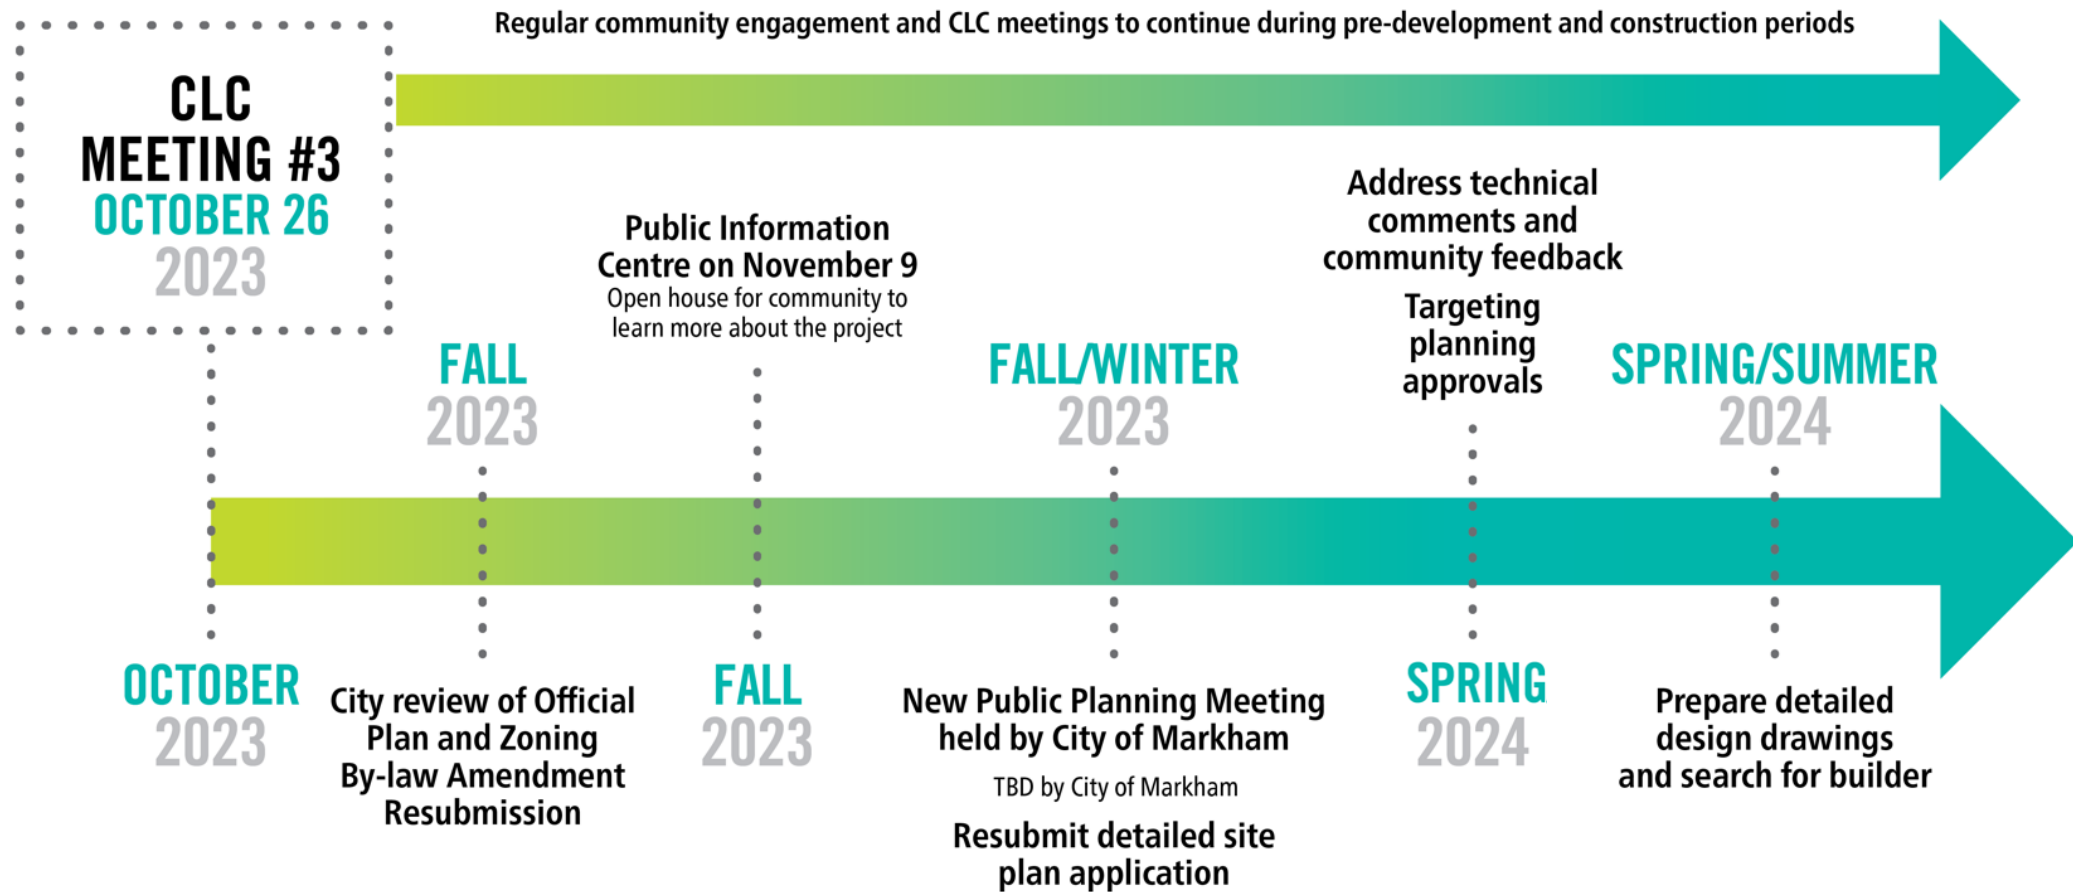 Regular community engagement and CLC meetings to continue during pre-development and construction periods
CLC
MEETING #3
OCTOBER 26
2023
OCTOBER
2023
FALL
2023
City review of Official
Plan and Zoning
By-law Amendment
Resubmission
Public Information
Centre on November 9
Open house for community to
learn more about the project
FALL
2023
FALL/WINTER
2023
New Public Planning Meeting
held by City of Markham
TBD by City of Markham
Resubmit detailed site
plan application
Address technical
comments and
community feedback
Targeting
planning
approvals
SPRING
2024
SPRING/SUMMER
2024
Prepare detailed
design drawings
and search for builder